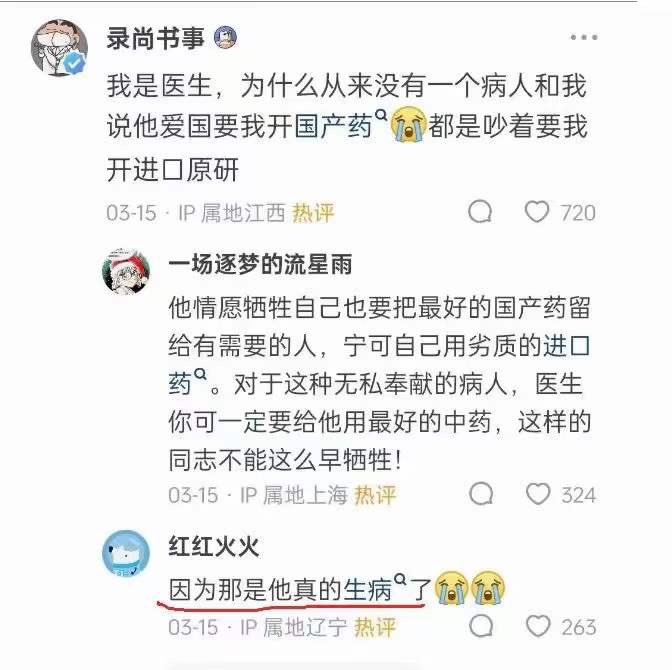 录尚书事
我是医生，为什么从来没有一个病人和我
说他爱国要我开国产药😭都是吵着要我
开进口原研
03-15 · IP 属地江西 热评
720
一场逐梦的流星雨
他情愿牺牲自己也要把最好的国产药留
给有需要的人，宁可自己用劣质的进口
药。对于这种无私奉献的病人，医生
你可一定要给他用最好的中药，这样的
同志不能这么早牺牲！
03-15 · IP 属地上海 热评
324
红红火火
因为那是他真的生病了😭😭
03-15 · IP 属地辽宁 热评
263